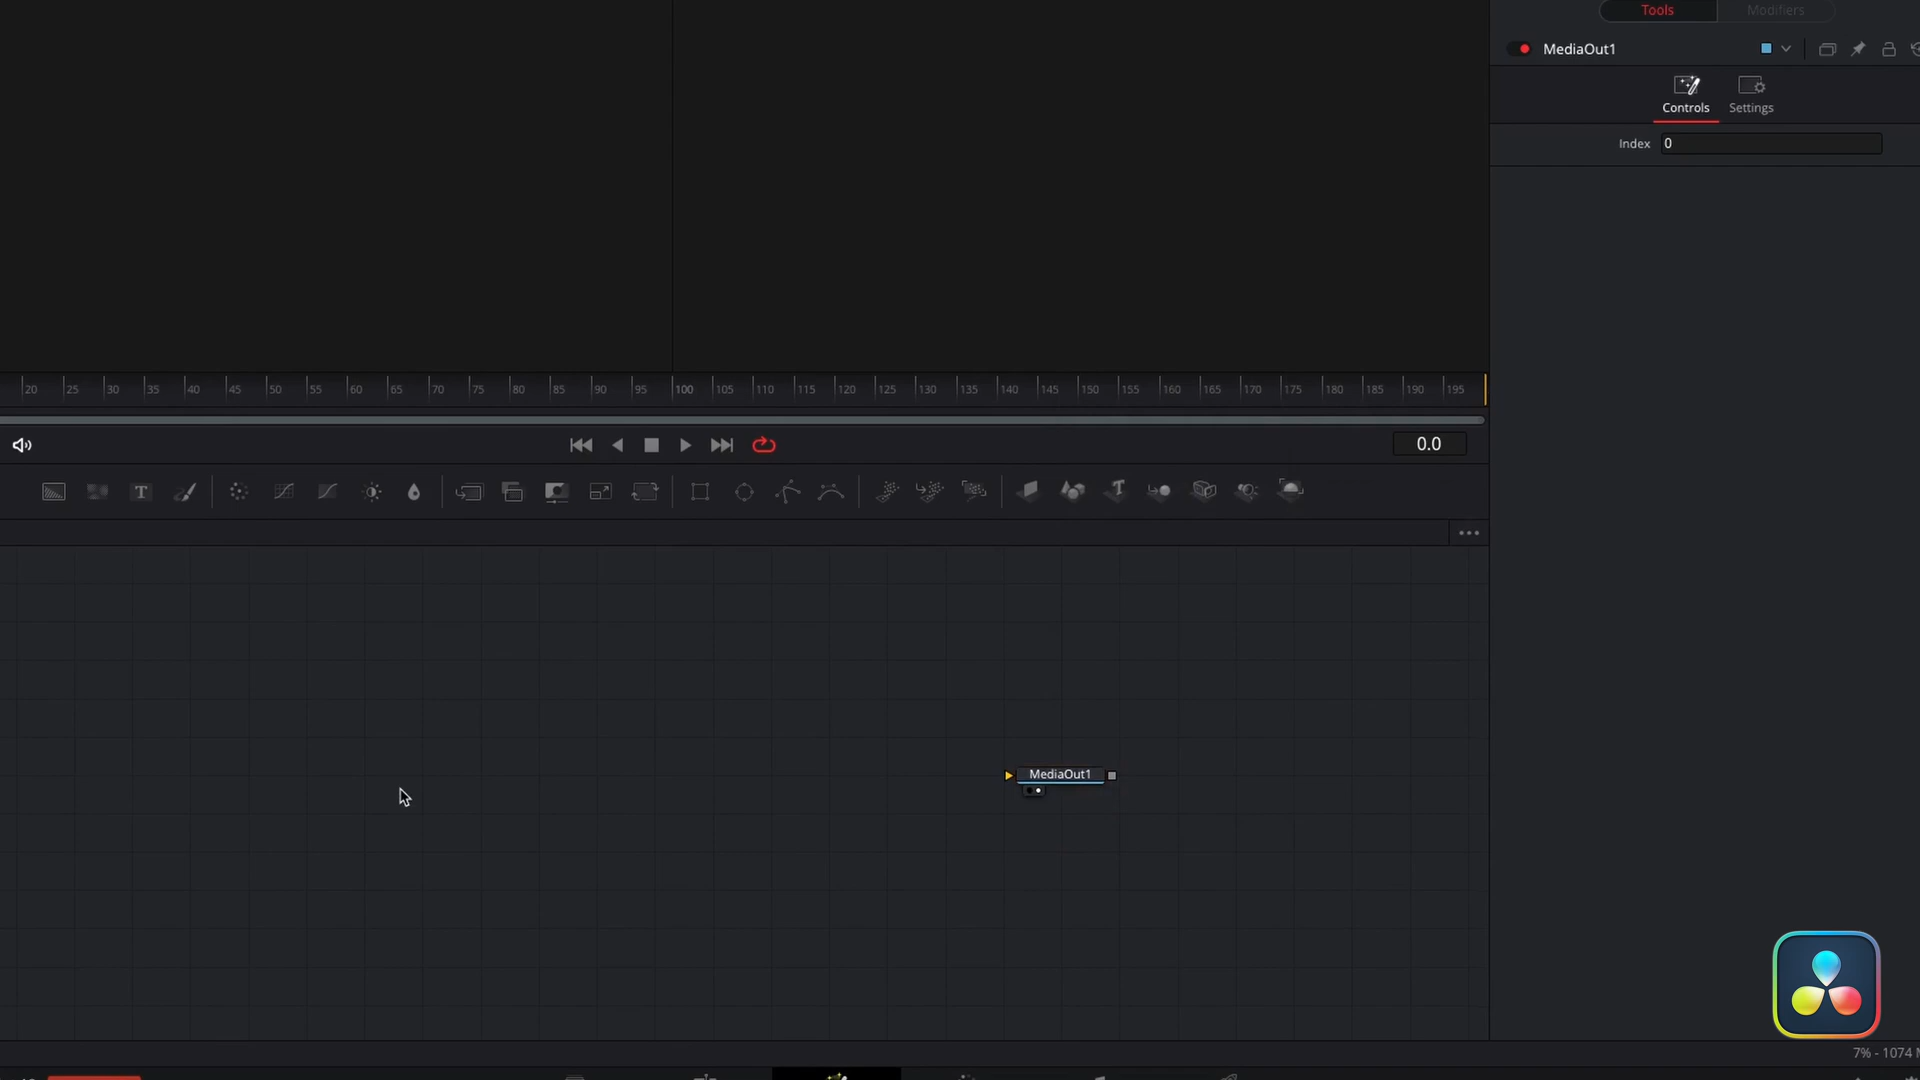 Tools Modifiers
MediaOut1
Controls Settings
Index 0
20 25 30 35 40 45 50 55 60 65 70 75 80 85 90 95 100 105 110 115 120 125 130 135 140 145 150 155 160 165 170 175 180 185 190 195
0.0
T T
MediaOut1
7% - 1074